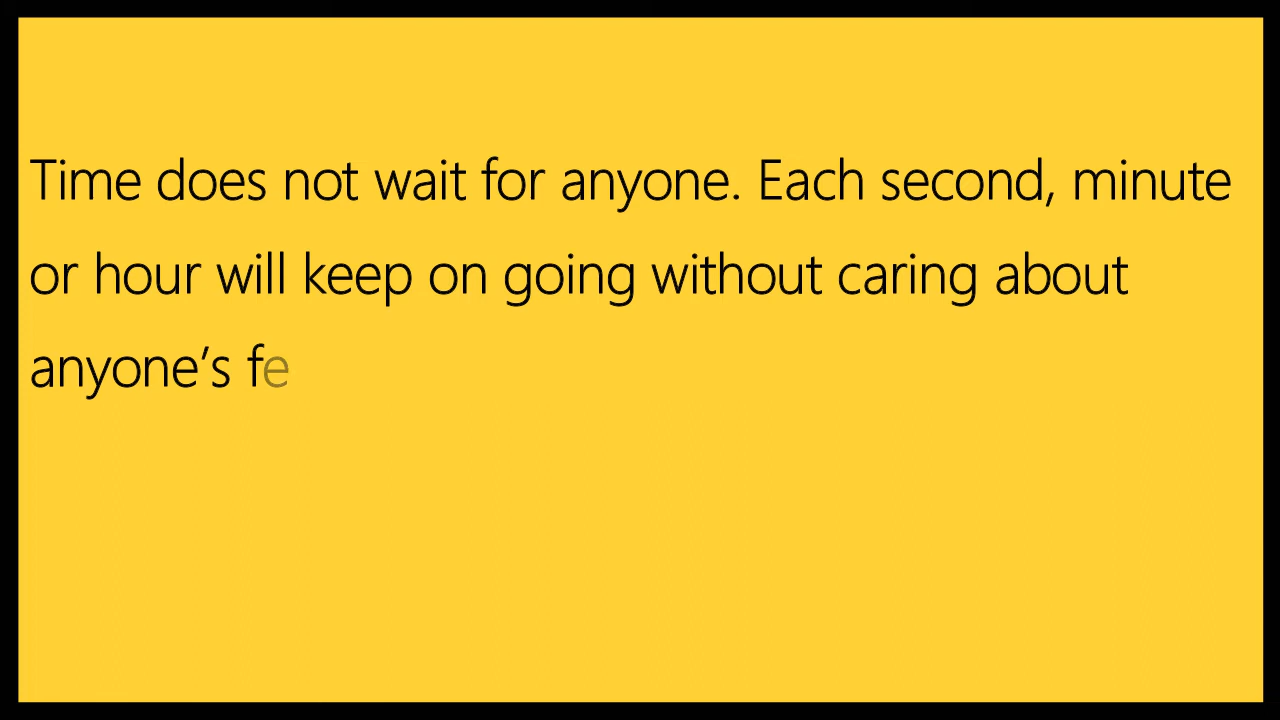 Time does not wait for anyone. Each second, minute
or hour will keep on going without caring about
anyone’s fe